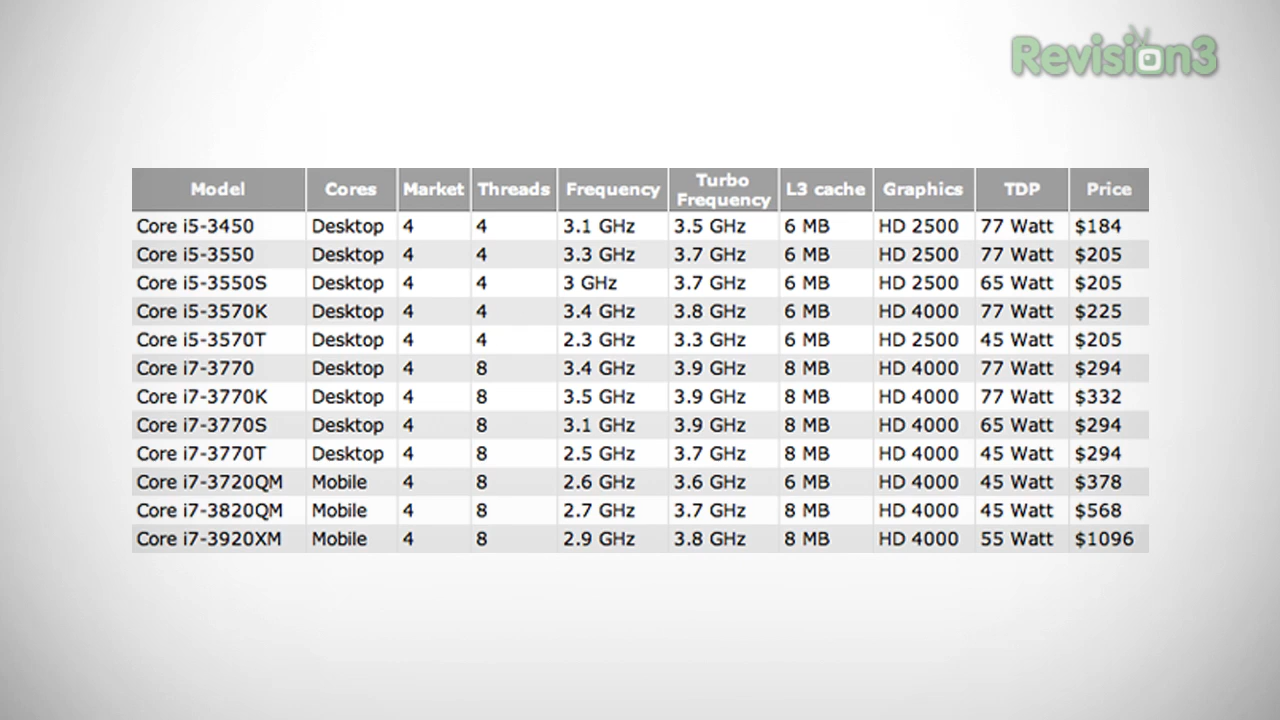 Revision3
Model Cores Market Threads Frequency Turbo Frequency L3 cache Graphics TDP Price
Core i5-3450 Desktop 4 4 3.1 GHz 3.5 GHz 6 MB HD 2500 77 Watt $184
Core i5-3550 Desktop 4 4 3.3 GHz 3.7 GHz 6 MB HD 2500 77 Watt $205
Core i5-3550S Desktop 4 4 3 GHz 3.7 GHz 6 MB HD 2500 65 Watt $205
Core i5-3570K Desktop 4 4 3.4 GHz 3.8 GHz 6 MB HD 4000 77 Watt $225
Core i5-3570T Desktop 4 4 2.3 GHz 3.3 GHz 6 MB HD 2500 45 Watt $205
Core i7-3770 Desktop 4 8 3.4 GHz 3.9 GHz 8 MB HD 4000 77 Watt $294
Core i7-3770K Desktop 4 8 3.5 GHz 3.9 GHz 8 MB HD 4000 77 Watt $332
Core i7-3770S Desktop 4 8 3.1 GHz 3.9 GHz 8 MB HD 4000 65 Watt $294
Core i7-3770T Desktop 4 8 2.5 GHz 3.7 GHz 8 MB HD 4000 45 Watt $294
Core i7-3720QM Mobile 4 8 2.6 GHz 3.6 GHz 6 MB HD 4000 45 Watt $378
Core i7-3820QM Mobile 4 8 2.7 GHz 3.7 GHz 8 MB HD 4000 45 Watt $568
Core i7-3920XM Mobile 4 8 2.9 GHz 3.8 GHz 8 MB HD 4000 55 Watt $1096